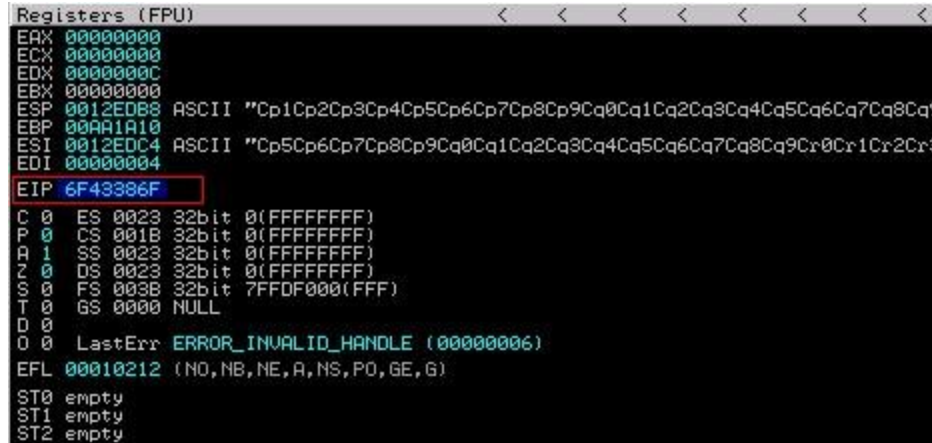 Registers (FPU) < < < < < < < <
EAX 00000000
ECX 00000000
EDX 0000000C
EBX 00000000
ESP 0012EDB8 ASCII "Cp1Cp2Cp3Cp4Cp5Cp6Cp7Cp8Cp9Cq0Cq1Cq2Cq3Cq4Cq5Cq6Cq7Cq8Cq9
EBP 00AA1A10
ESI 0012EDC4 ASCII "Cp5Cp6Cp7Cp8Cp9Cq0Cq1Cq2Cq3Cq4Cq5Cq6Cq7Cq8Cq9Cr0Cr1Cr2Cr3
EDI 00000004
EIP 6F43386F
C 0 ES 0023 32bit 0(FFFFFFFF)
P 0 CS 001B 32bit 0(FFFFFFFF)
A 1 SS 0023 32bit 0(FFFFFFFF)
Z 0 DS 0023 32bit 0(FFFFFFFF)
S 0 FS 003B 32bit 7FFDF000(FFF)
T 0 GS 0000 NULL
D 0
O 0 LastErr ERROR_INVALID_HANDLE (00000006)
EFL 00010212 (NO,NB,NE,A,NS,PO,GE,G)
ST0 empty
ST1 empty
ST2 empty